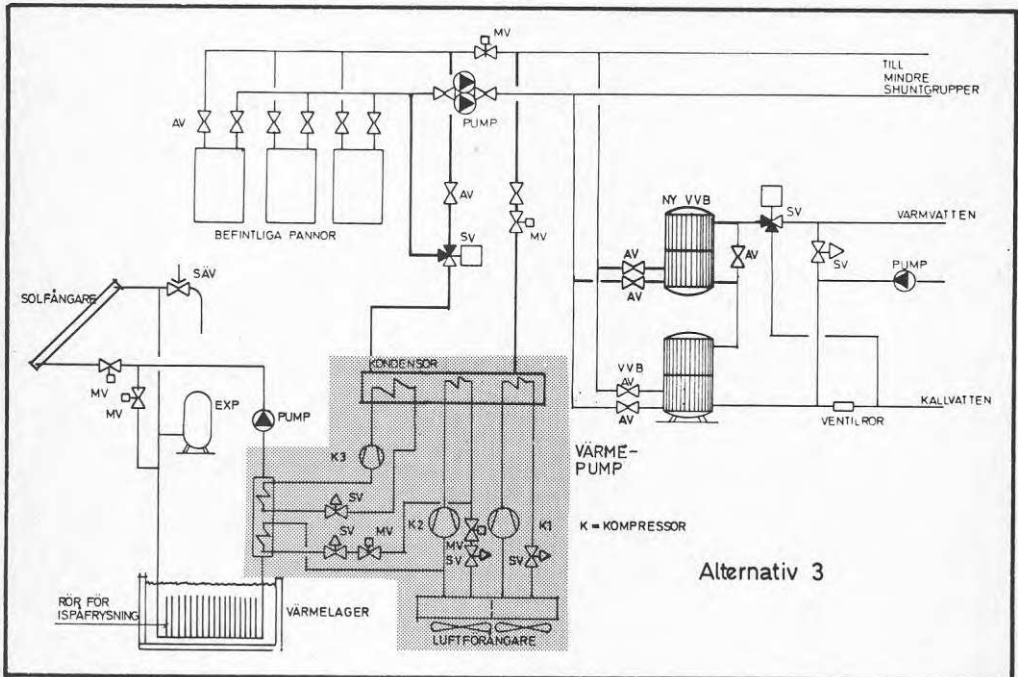 MV
TILL
MINDRE
SHUNTGRUPPER
PUMP
AV
BEFINTLIGA PANNOR
AV
SV
MV
NY VVB
SV
VARMVATTEN
AV
SV
PUMP
AV
AV
SÄV
SOLFÅNGARE
MV
MV
EXP
PUMP
KONDENSOR
VVB
AV
AV
KALLVATTEN
VENTILRÖR
VÄRME-
PUMP
K3
SV
K2
K1
K = KOMPRESSOR
SV
MV
MV
SV
SV
Alternativ 3
RÖR FÖR
ISPÅFRYSNING
VÄRMELAGER
LUFTFÖRÅNGARE